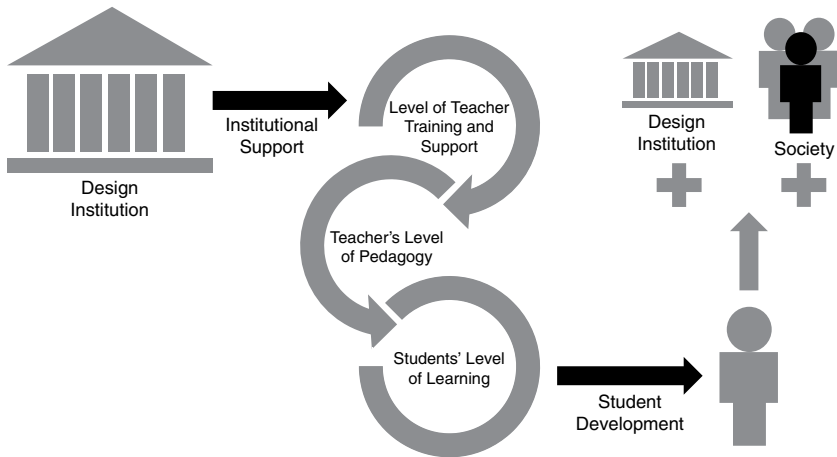 Design
Institution
Institutional
Support
Level of Teacher
Training and
Support
Teacher's Level
of Pedagogy
Students' Level
of Learning
Student
Development
Design
Institution
Society